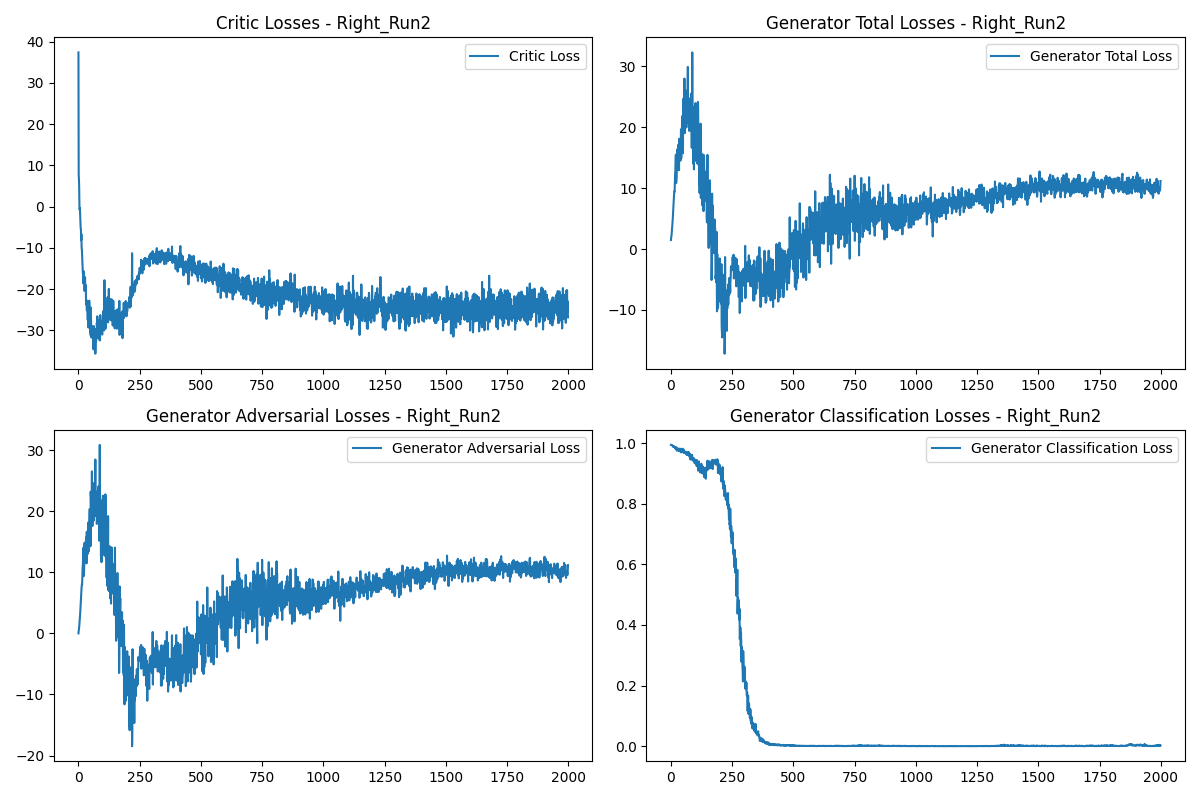 Critic Losses - Right_Run2
Critic Loss
40
30
20
10
0
−10
−20
−30
0 250 500 750 1000 1250 1500 1750 2000
Generator Total Losses - Right_Run2
Generator Total Loss
30
20
10
0
−10
0 250 500 750 1000 1250 1500 1750 2000
Generator Adversarial Losses - Right_Run2
Generator Adversarial Loss
30
20
10
0
−10
−20
0 250 500 750 1000 1250 1500 1750 2000
Generator Classification Losses - Right_Run2
Generator Classification Loss
1.0
0.8
0.6
0.4
0.2
0.0
0 250 500 750 1000 1250 1500 1750 2000